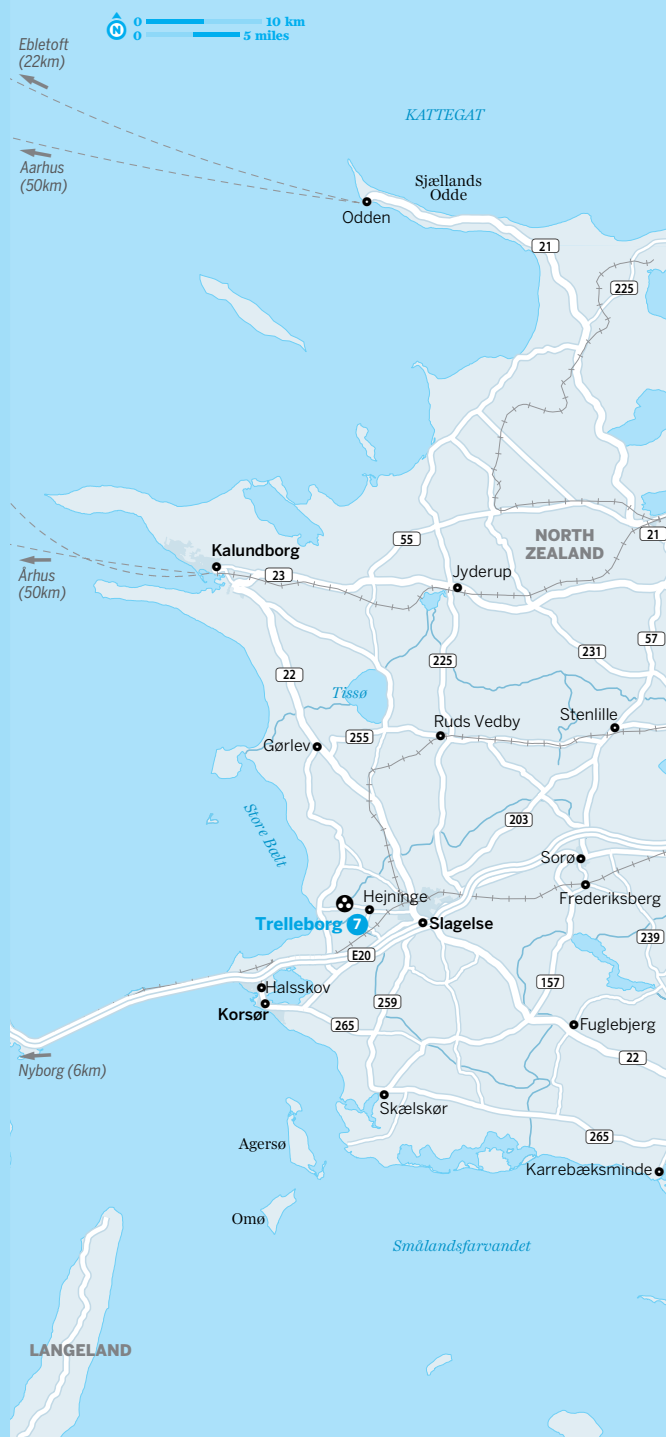 N
0 10 km
0 5 miles
Ebletoft
(22km)
KATTEGAT
Aarhus
(50km)
Sjællands
Odde
Odden
21
225
55
NORTH
ZEALAND
21
Kalundborg
23
Århus
(50km)
Jyderup
57
231
225
22
Tissø
Stenlille
Ruds Vedby
255
Gørlev
Store Bælt
203
Sorø
Hejninge
Frederiksberg
Trelleborg 7
Slagelse
239
E20
157
Halsskov
259
Korsør
265
Fuglebjerg
22
Nyborg (6km)
Skælskør
265
Agersø
Karrebæksminde
Omø
Smålandsfarvandet
LANGELAND